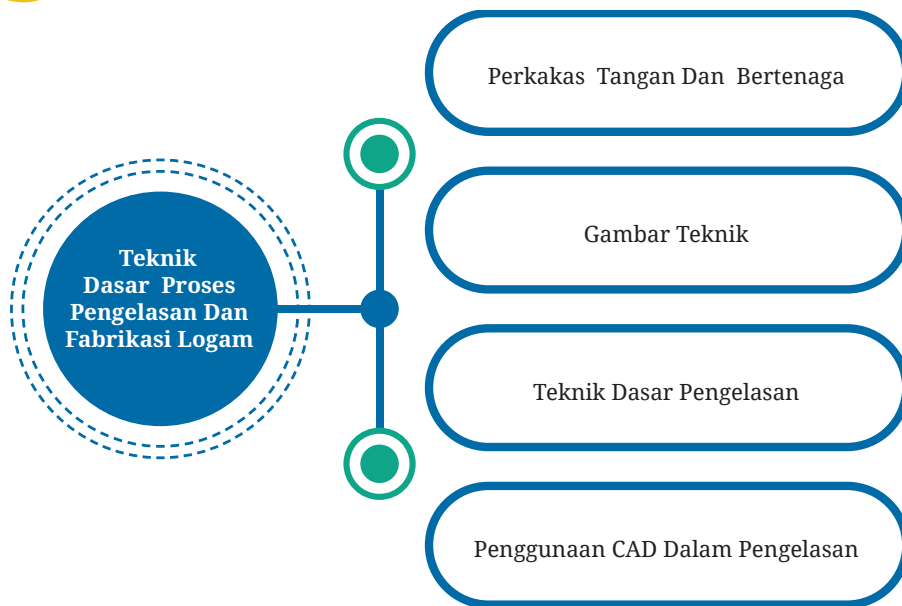 Perkakas Tangan Dan Bertenaga
Gambar Teknik
Teknik
Dasar Proses
Pengelasan Dan
Fabrikasi Logam
Teknik Dasar Pengelasan
Penggunaan CAD Dalam Pengelasan